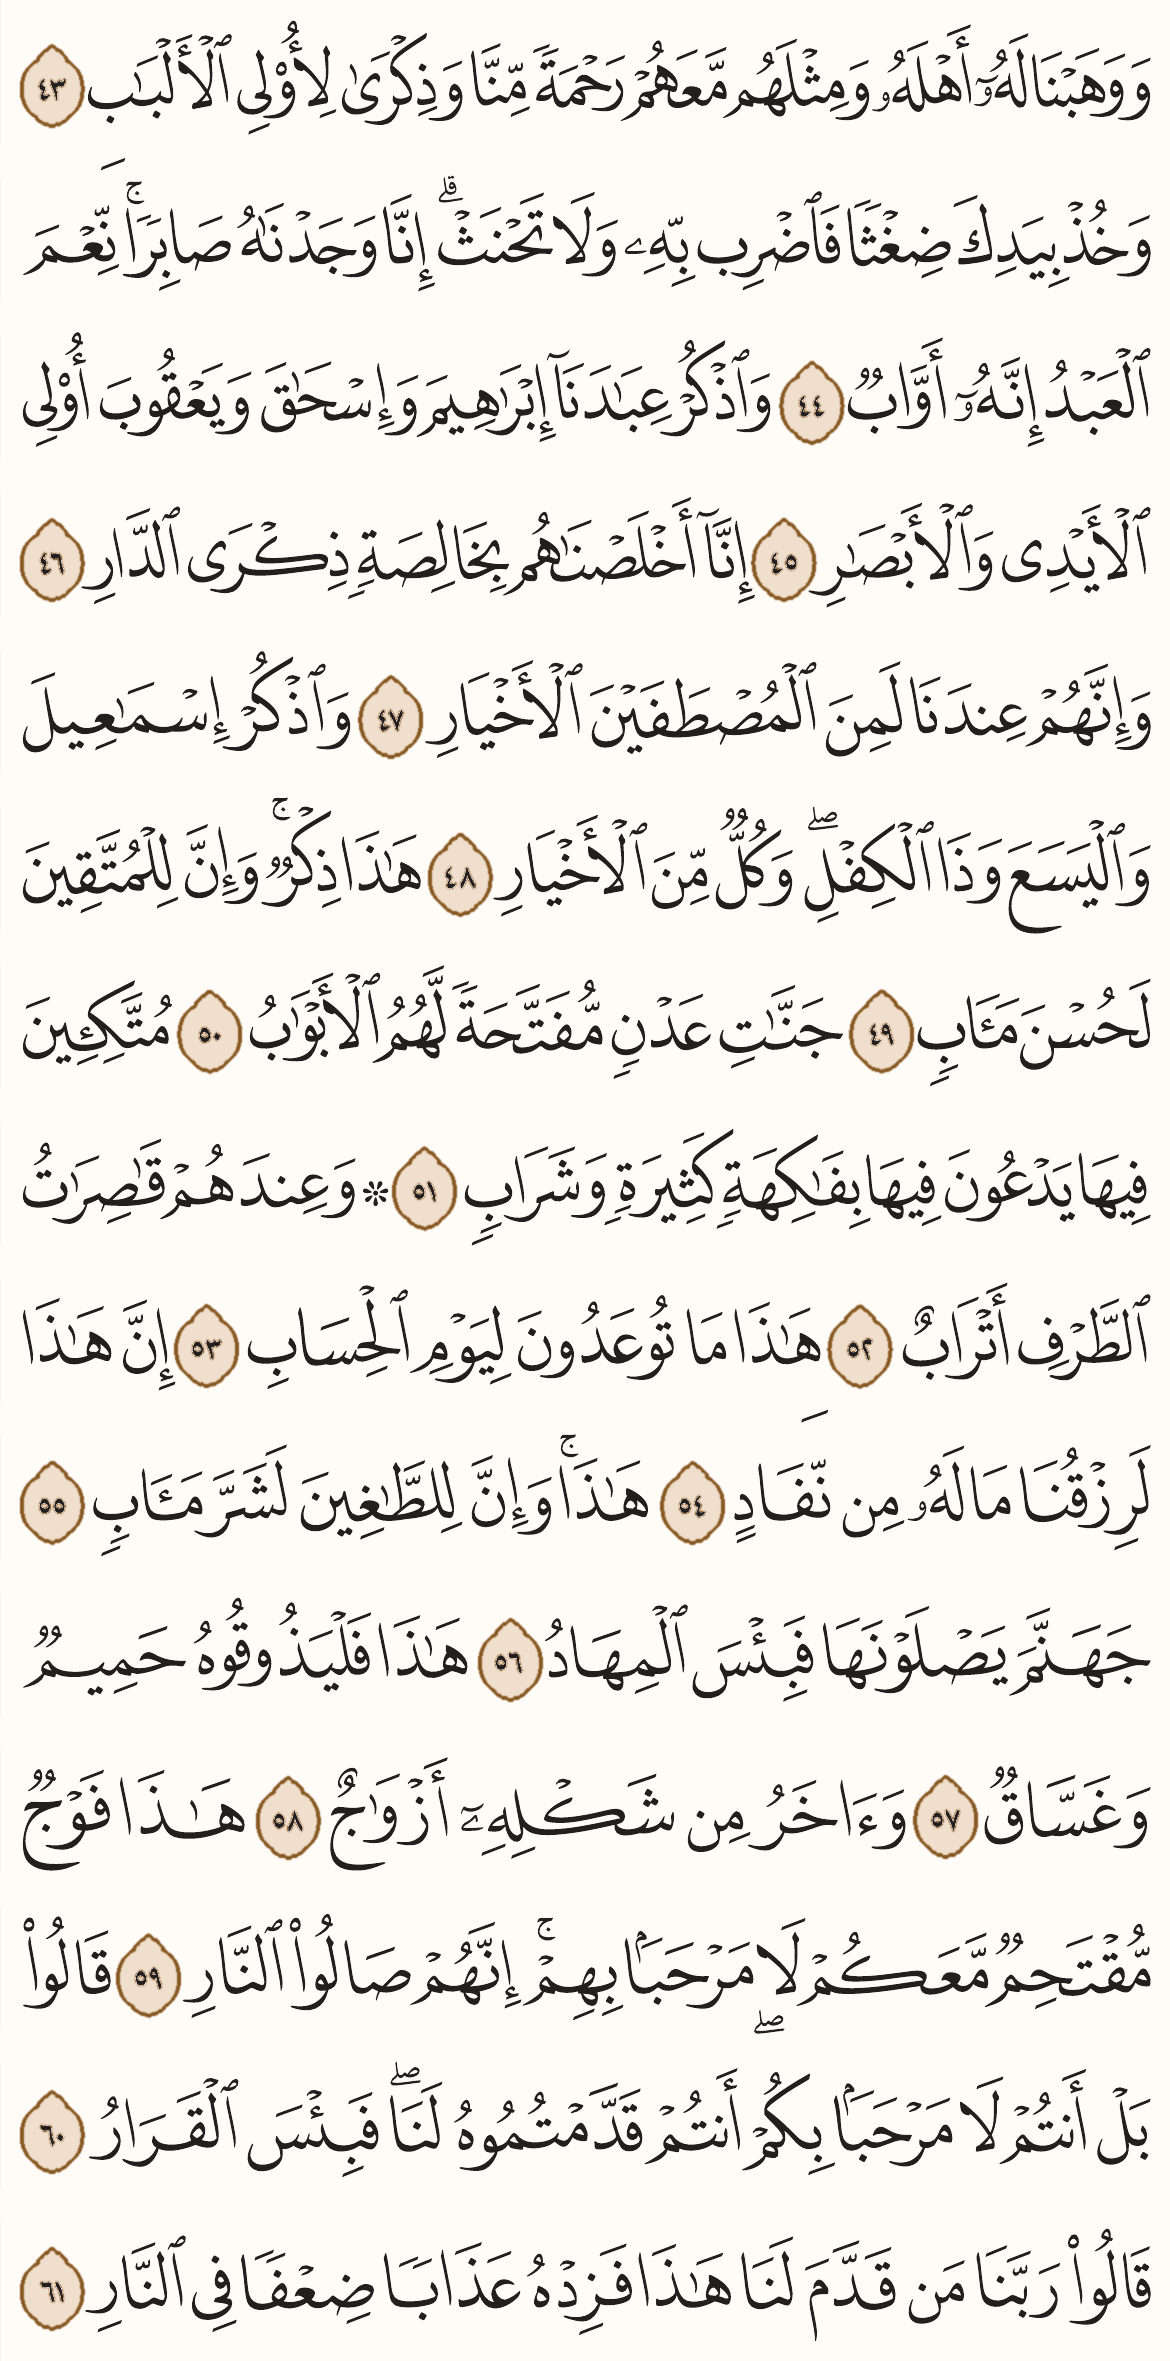 وَوَهَبْنَا لَهُۥٓ أَهْلَهُۥ وَمِثْلَهُم مَّعَهُمْ رَحْمَةً مِّنَّا وَذِكْرَىٰ لِأُو۟لِى ٱلْأَلْبَٰبِ ٤٣
وَخُذْ بِيَدِكَ ضِغْثًا فَٱضْرِب بِّهِۦ وَلَا تَحْنَثْ ۗ إِنَّا وَجَدْنَٰهُ صَابِرًا ۚ نِّعْمَ
ٱلْعَبْدُ إِنَّهُۥٓ أَوَّابٌ ٤٤ وَٱذْكُرْ عِبَٰدَنَآ إِبْرَٰهِيمَ وَإِسْحَٰقَ وَيَعْقُوبَ أُو۟لِى
ٱلْأَيْدِى وَٱلْأَبْصَٰرِ ٤٥ إِنَّآ أَخْلَصْنَٰهُم بِخَالِصَةٍ ذِكْرَى ٱلدَّارِ ٤٦
وَإِنَّهُمْ عِندَنَا لَمِنَ ٱلْمُصْطَفَيْنَ ٱلْأَخْيَارِ ٤٧ وَٱذْكُرْ إِسْمَٰعِيلَ
وَٱلْيَسَعَ وَذَا ٱلْكِفْلِ ۖ وَكُلٌّ مِّنَ ٱلْأَخْيَارِ ٤٨ هَٰذَا ذِكْرٌ ۚ وَإِنَّ لِلْمُتَّقِينَ
لَحُسْنَ مَـَٔابٍ ٤٩ جَنَّٰتِ عَدْنٍ مُّفَتَّحَةً لَّهُمُ ٱلْأَبْوَٰبُ ٥٠ مُتَّكِـِٔينَ
فِيهَا يَدْعُونَ فِيهَا بِفَٰكِهَةٍ كَثِيرَةٍ وَشَرَابٍ ٥١ ۞ وَعِندَهُمْ قَٰصِرَٰتُ
ٱلطَّرْفِ أَتْرَابٌ ٥٢ هَٰذَا مَا تُوعَدُونَ لِيَوْمِ ٱلْحِسَابِ ٥٣ إِنَّ هَٰذَا
لَرِزْقُنَا مَا لَهُۥ مِن نَّفَادٍ ٥٤ هَٰذَا ۚ وَإِنَّ لِلطَّٰغِينَ لَشَرَّ مَـَٔابٍ ٥٥
جَهَنَّمَ يَصْلَوْنَهَا فَبِئْسَ ٱلْمِهَادُ ٥٦ هَٰذَا فَلْيَذُوقُوهُ حَمِيمٌ
وَغَسَّاقٌ ٥٧ وَءَاخَرُ مِن شَكْلِهِۦٓ أَزْوَٰجٌ ٥٨ هَٰذَا فَوْجٌ
مُّقْتَحِمٌ مَّعَكُمْ ۖ لَا مَرْحَبًۢا بِهِمْ ۚ إِنَّهُمْ صَالُوا۟ ٱلنَّارِ ٥٩ قَالُوا۟
بَلْ أَنتُمْ لَا مَرْحَبًۢا بِكُمْ ۖ أَنتُمْ قَدَّمْتُمُوهُ لَنَا ۖ فَبِئْسَ ٱلْقَرَارُ ٦٠
قَالُوا۟ رَبَّنَا مَن قَدَّمَ لَنَا هَٰذَا فَزِدْهُ عَذَابًا ضِعْفًا فِى ٱلنَّارِ ٦١